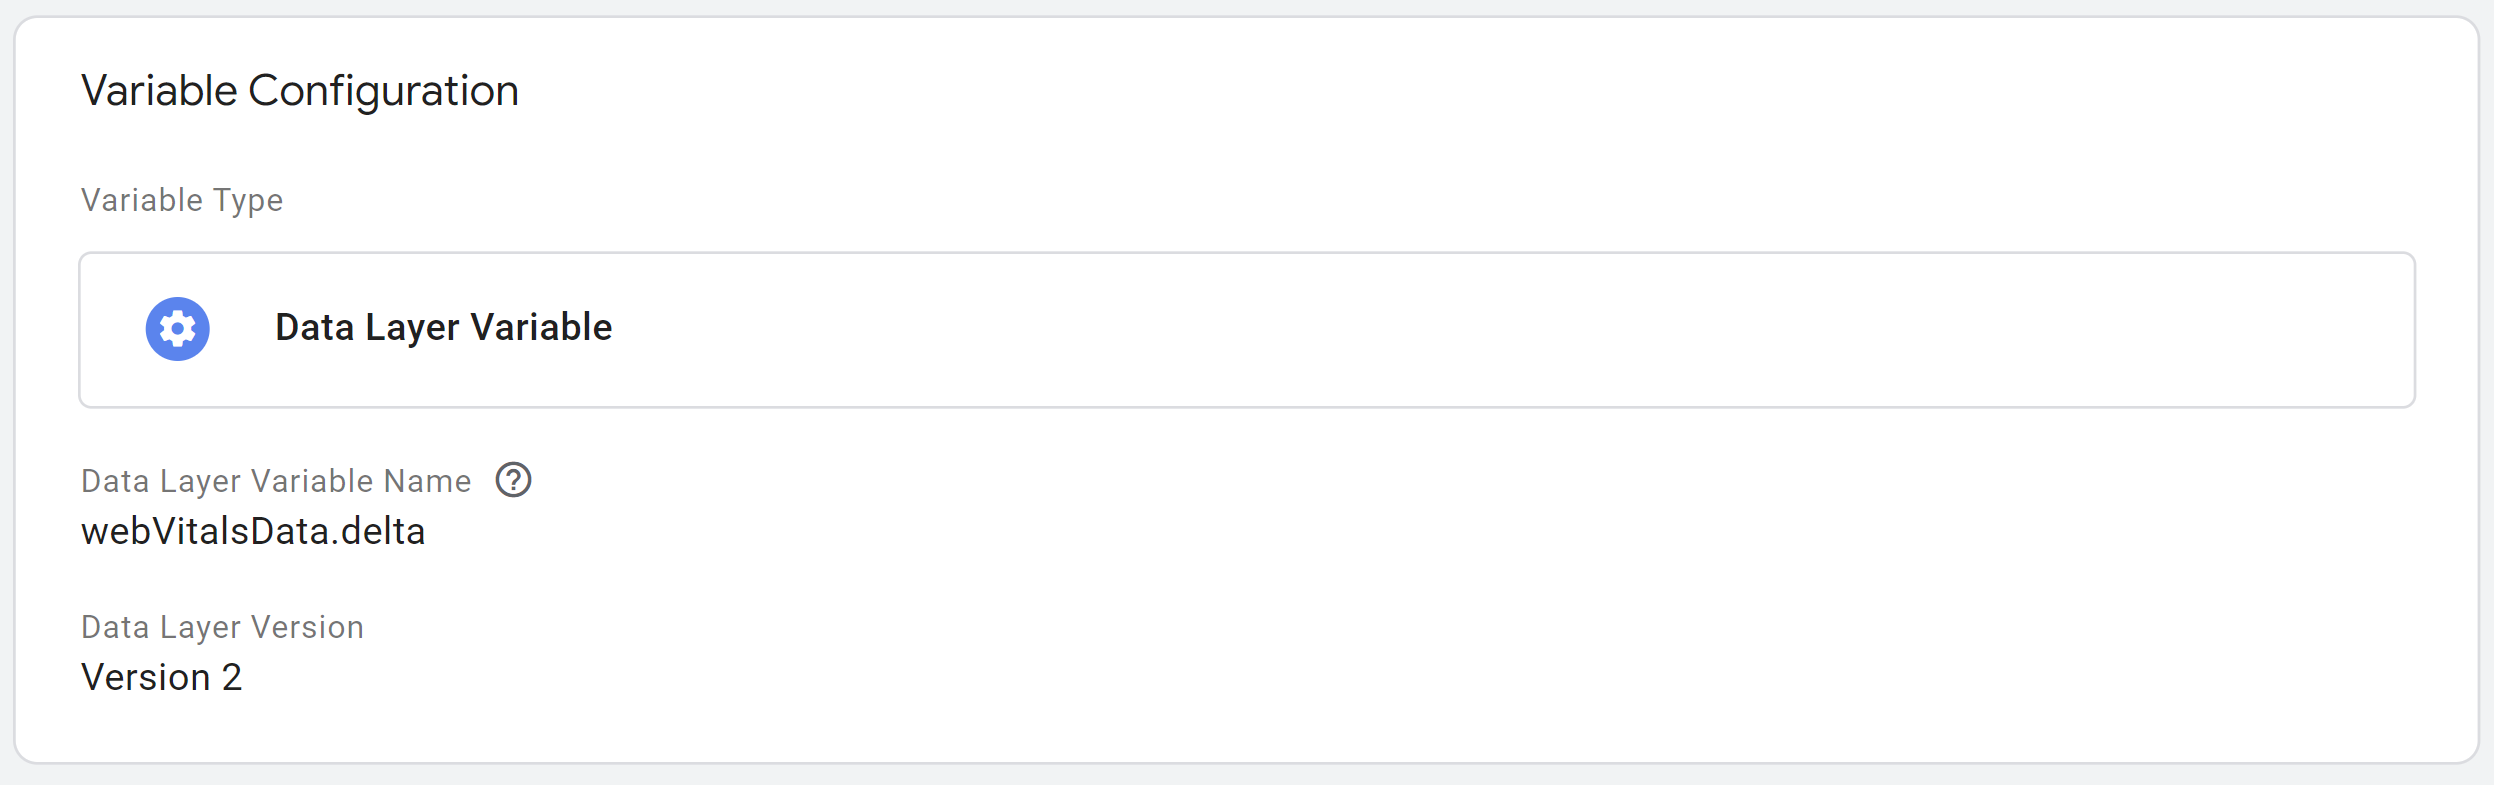 Variable Configuration
Variable Type
Data Layer Variable
Data Layer Variable Name
webVitalsData.delta
Data Layer Version
Version 2